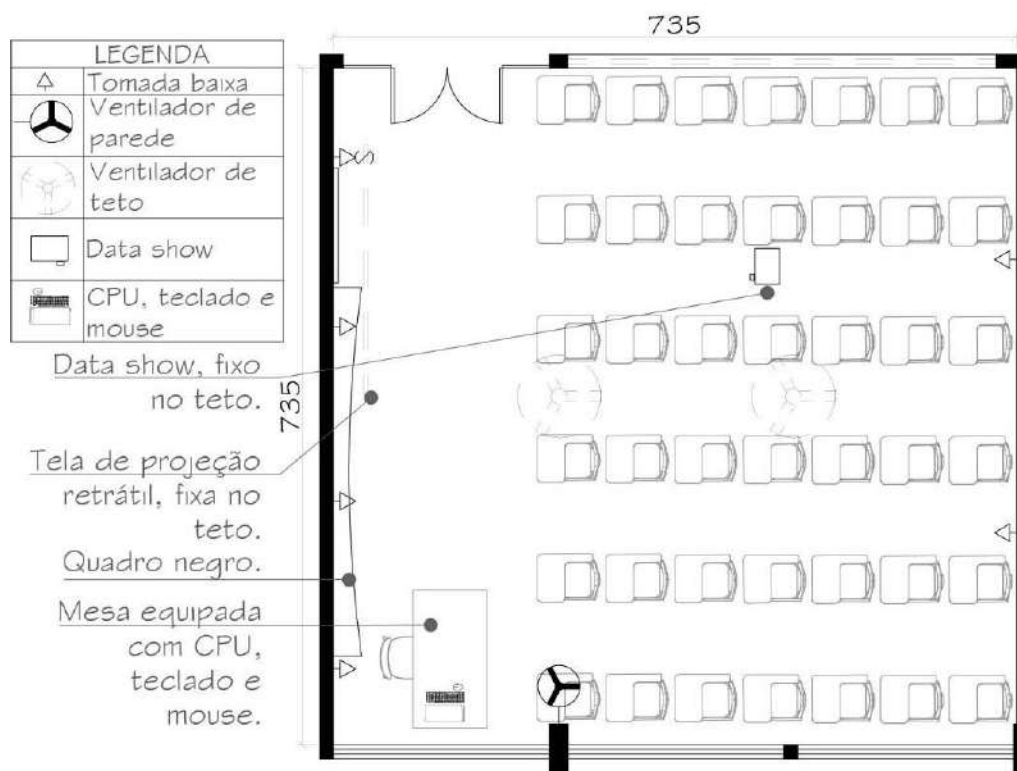 735
LEGENDA
Tomada baixa
Ventilador de
parede
Ventilador de
teto
Data show
CPU, teclado e
mouse
Data show, fixo
no teto.
735
Tela de projeção
retrátil, fixa no
teto.
Quadro negro.
Mesa equipada
com CPU,
teclado e
mouse.
S